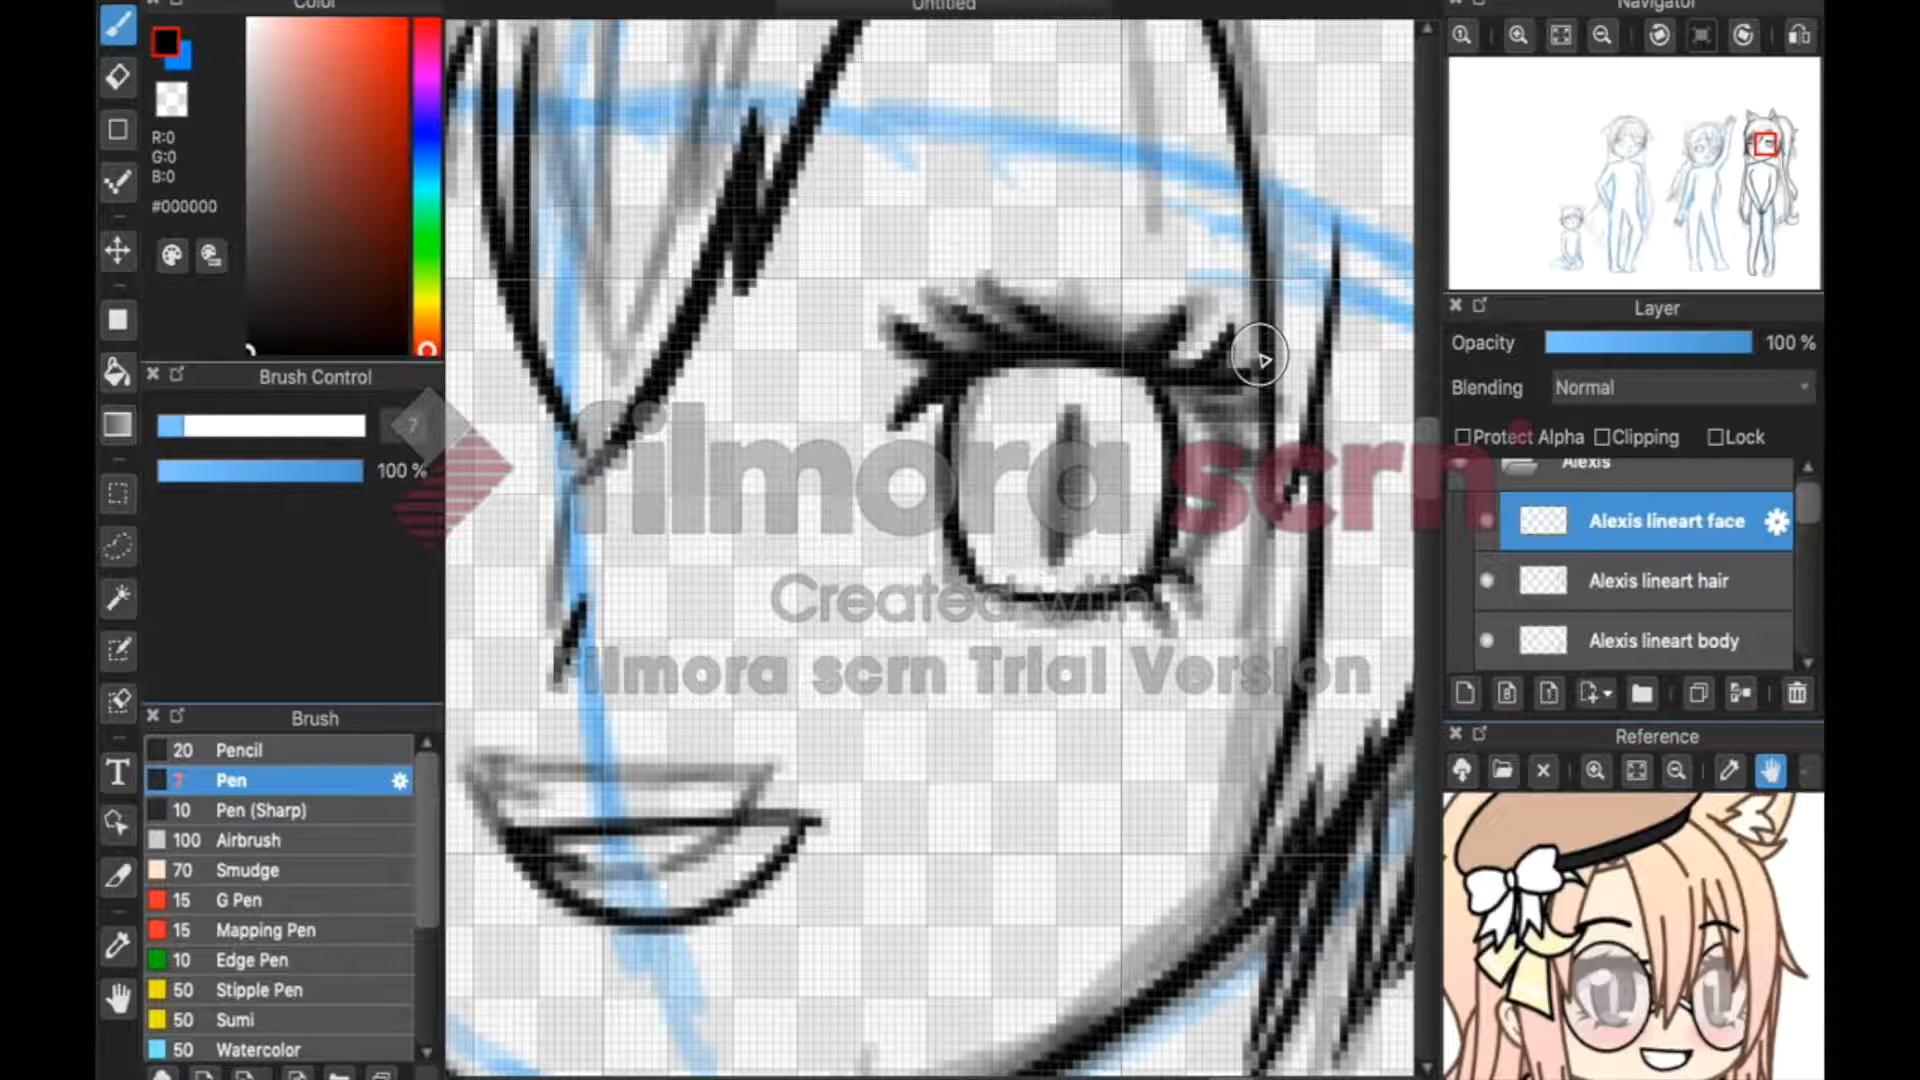 Color
Untitled
Navigator
R:0
G:0
B:0
#000000
Brush Control
7
100 %
Brush
20 Pencil
7 Pen
10 Pen (Sharp)
100 Airbrush
70 Smudge
15 G Pen
15 Mapping Pen
10 Edge Pen
50 Stipple Pen
50 Sumi
50 Watercolor
filmora scrn
Created with
Filmora scrn Trial Version
Layer
Opacity 100 %
Blending Normal
Protect Alpha Clipping Lock
Alexis
Alexis lineart face
Alexis lineart hair
Alexis lineart body
Reference